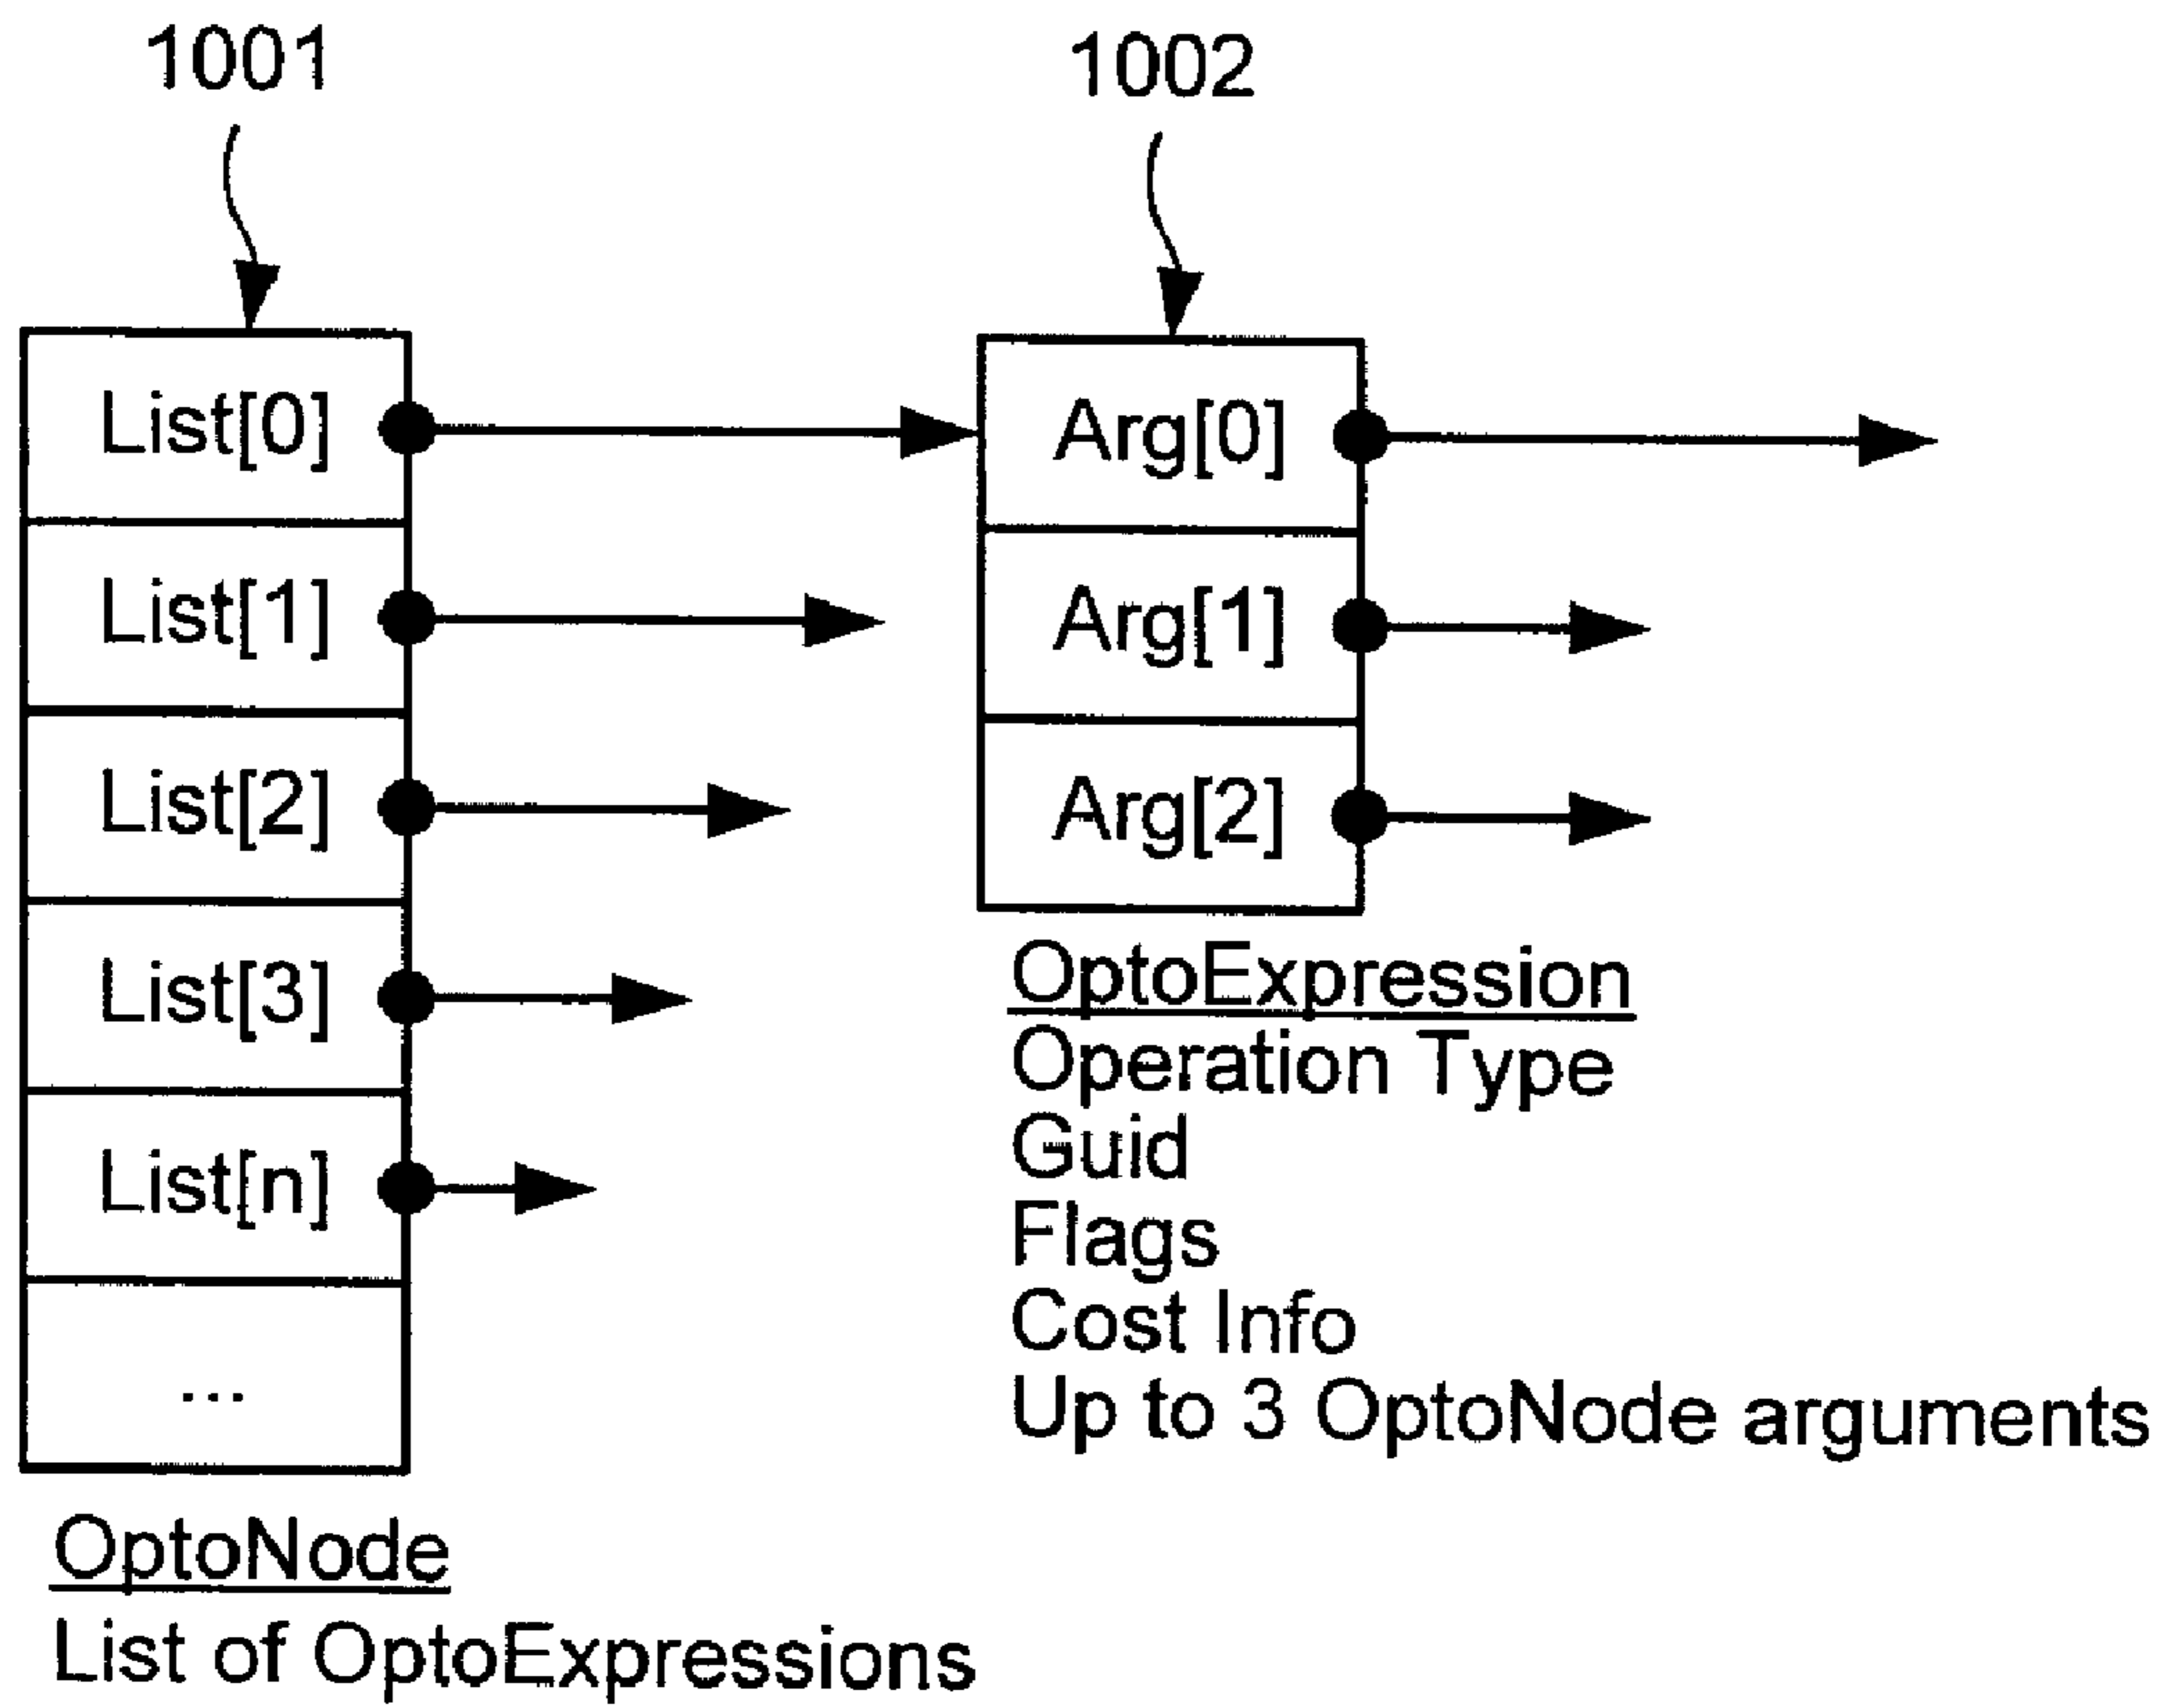 1001
1002
List[0]
List[1]
List[2]
List[3]
List[n]
...
OptoNode
List of OptoExpressions
Arg[0]
Arg[1]
Arg[2]
OptoExpression
Operation Type
Guid
Flags
Cost Info
Up to 3 OptoNode arguments